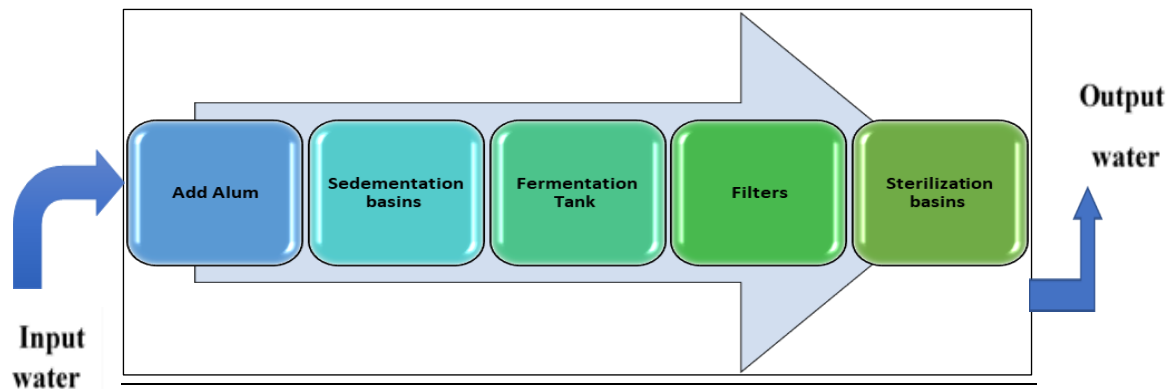 Input
water
Add Alum
Sedementation
basins
Fermentation
Tank
Filters
Sterilization
basins
Output
water